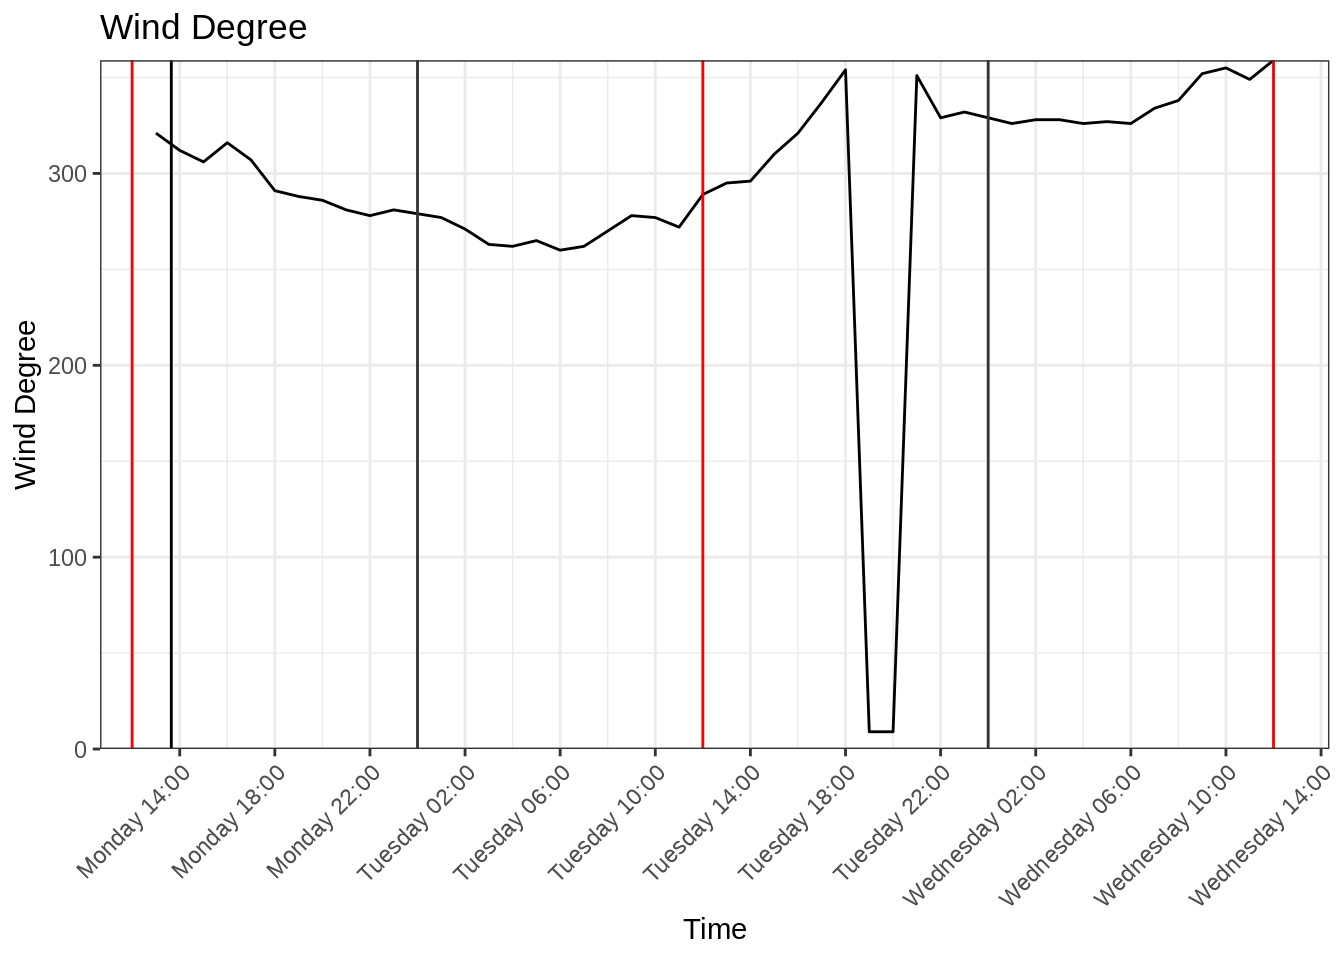 Wind Degree
Wind Degree
300
200
100
0
Monday 14:00
Monday 18:00
Monday 22:00
Tuesday 02:00
Tuesday 06:00
Tuesday 10:00
Tuesday 14:00
Tuesday 18:00
Tuesday 22:00
Wednesday 02:00
Wednesday 06:00
Wednesday 10:00
Wednesday 14:00
Time